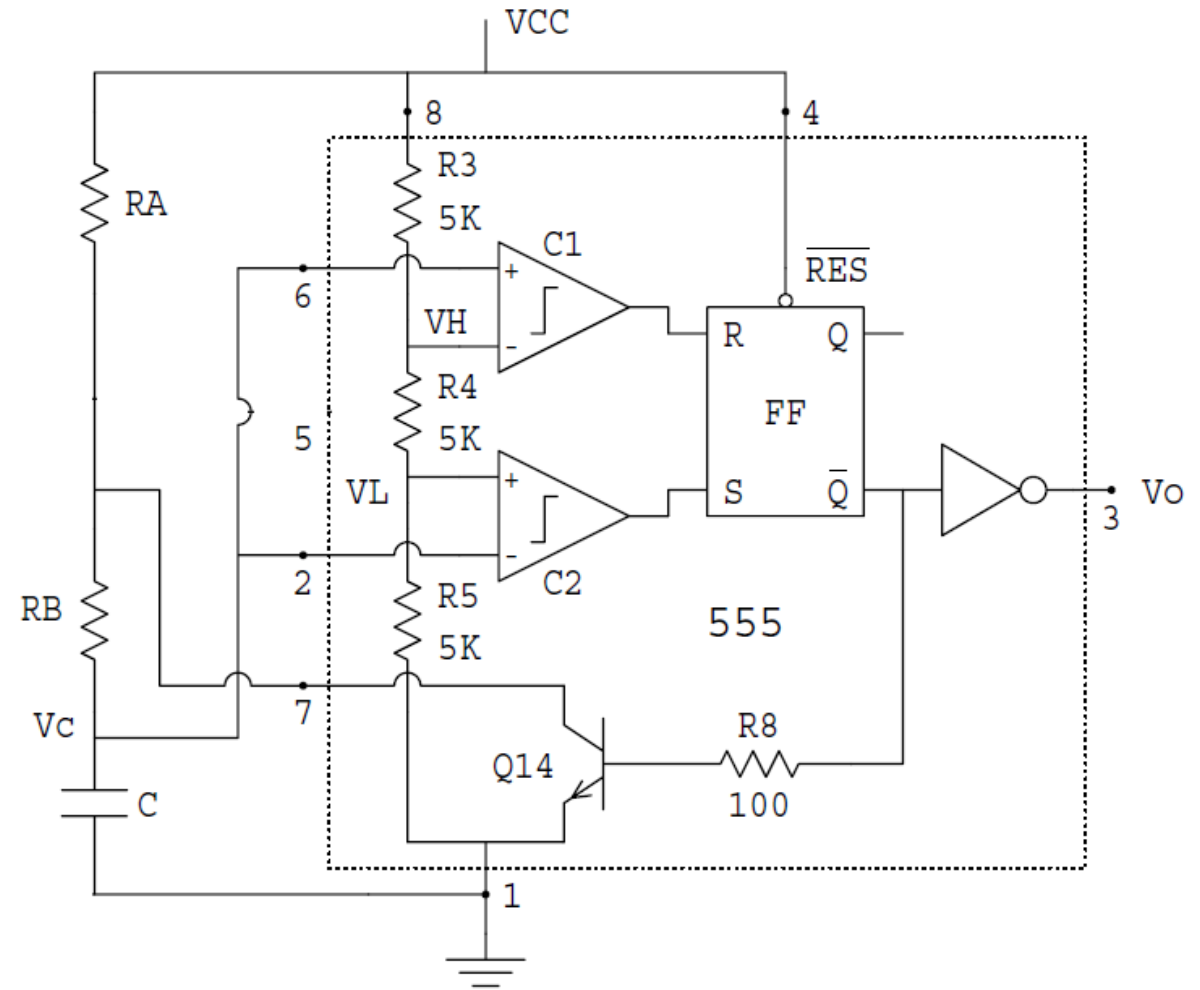 VCC
8
4
R3
5K
RA
C1
RES
6
+
VH
-
R
Q
R4
5K
FF
5
VL
+
S
Q
Vo
3
-
2
C2
RB
R5
5K
555
7
Vc
R8
Q14
100
C
1